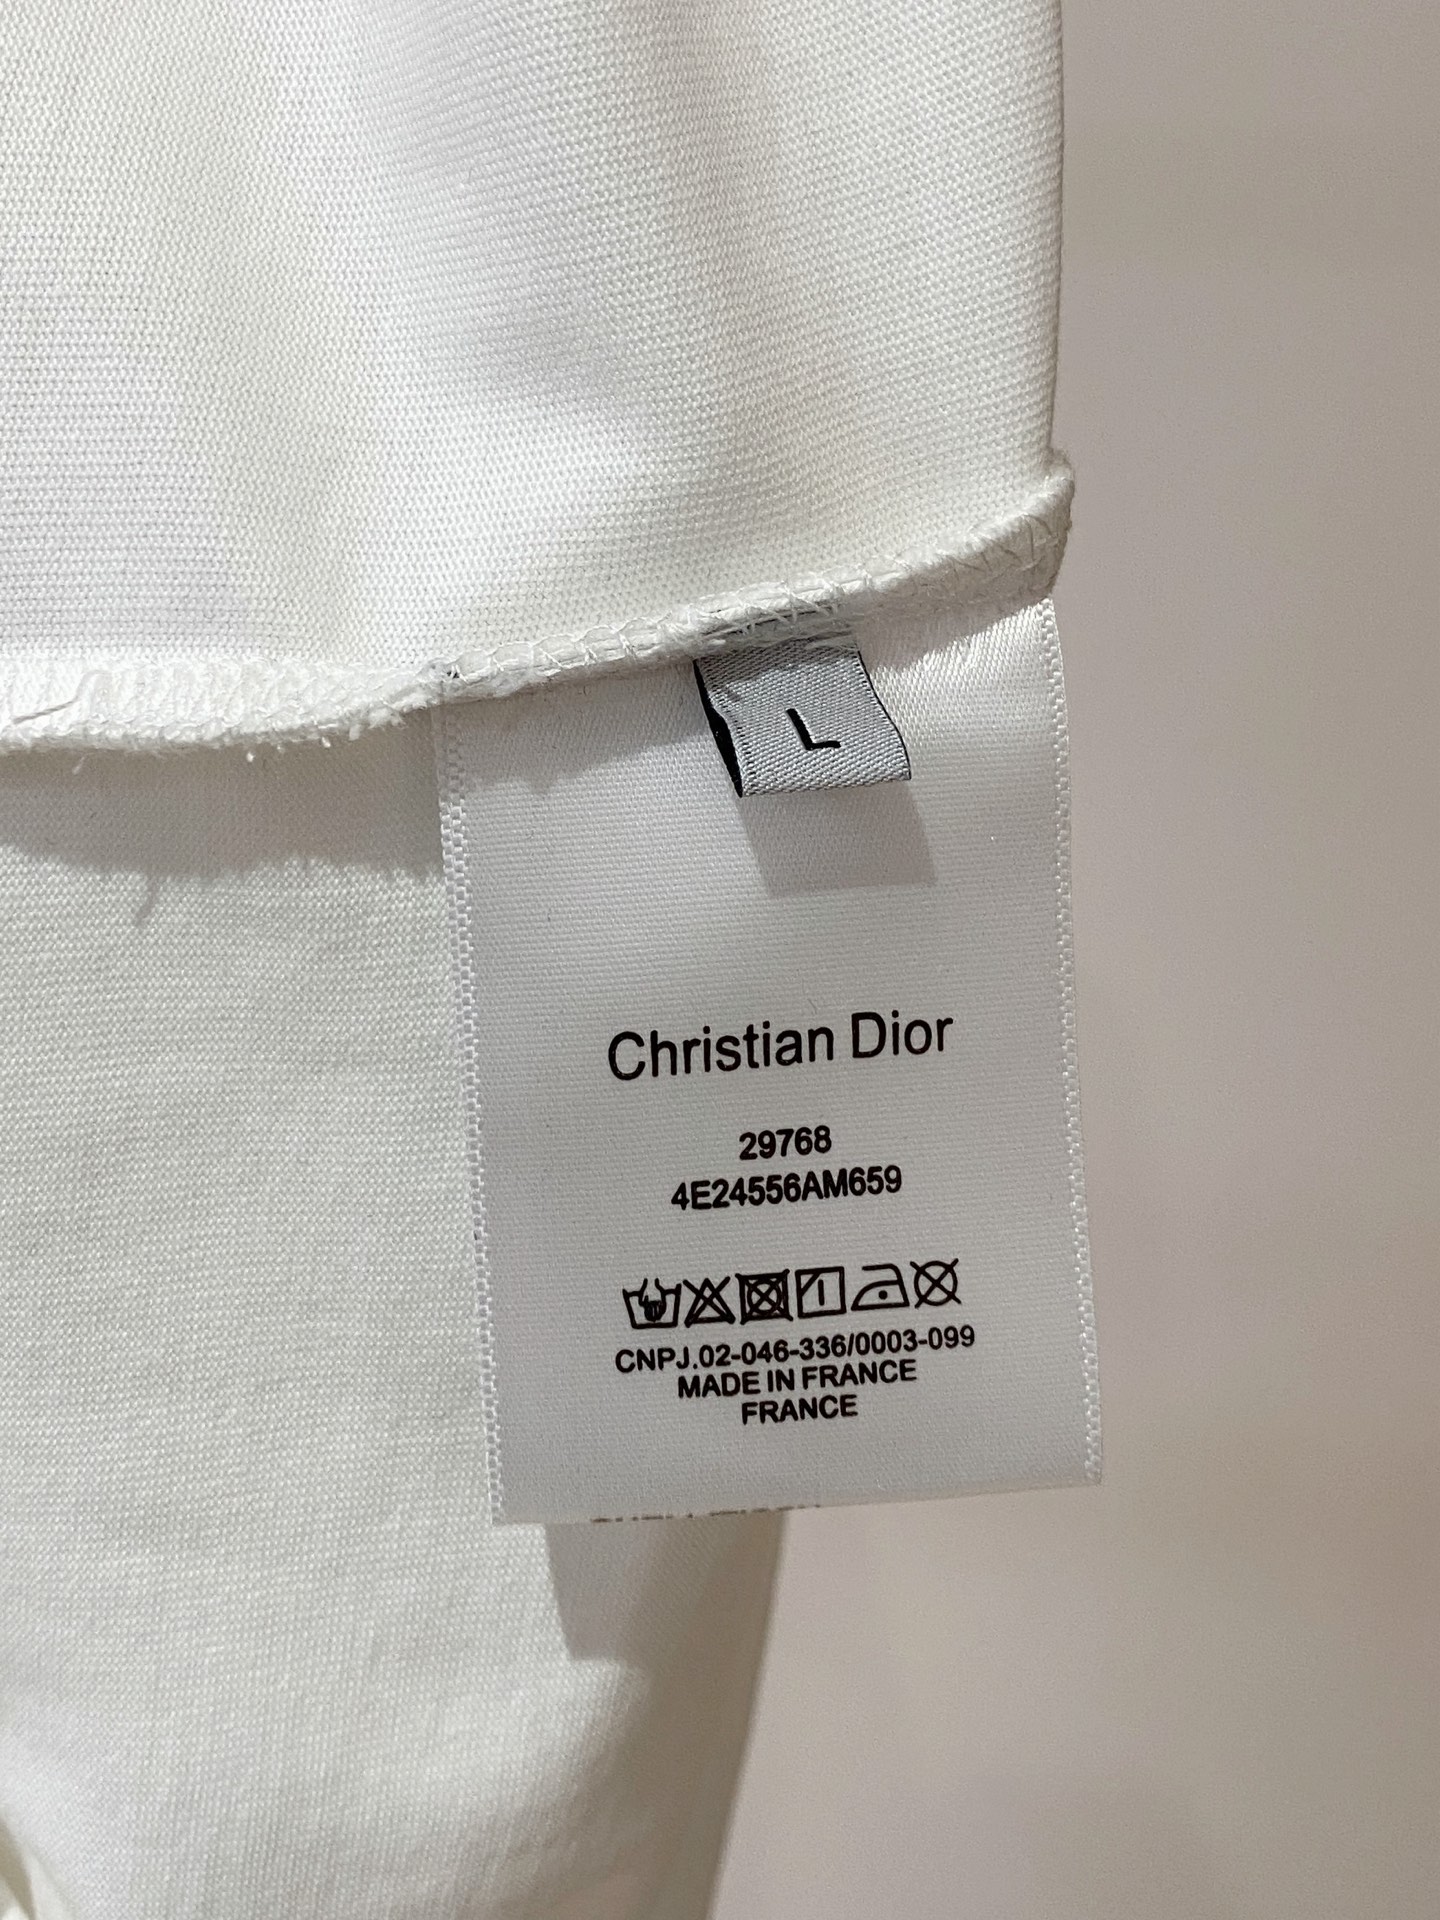 L
Christian Dior
29768
4E24556AM659
CNPJ.02-046-336/0003-099
MADE IN FRANCE
FRANCE